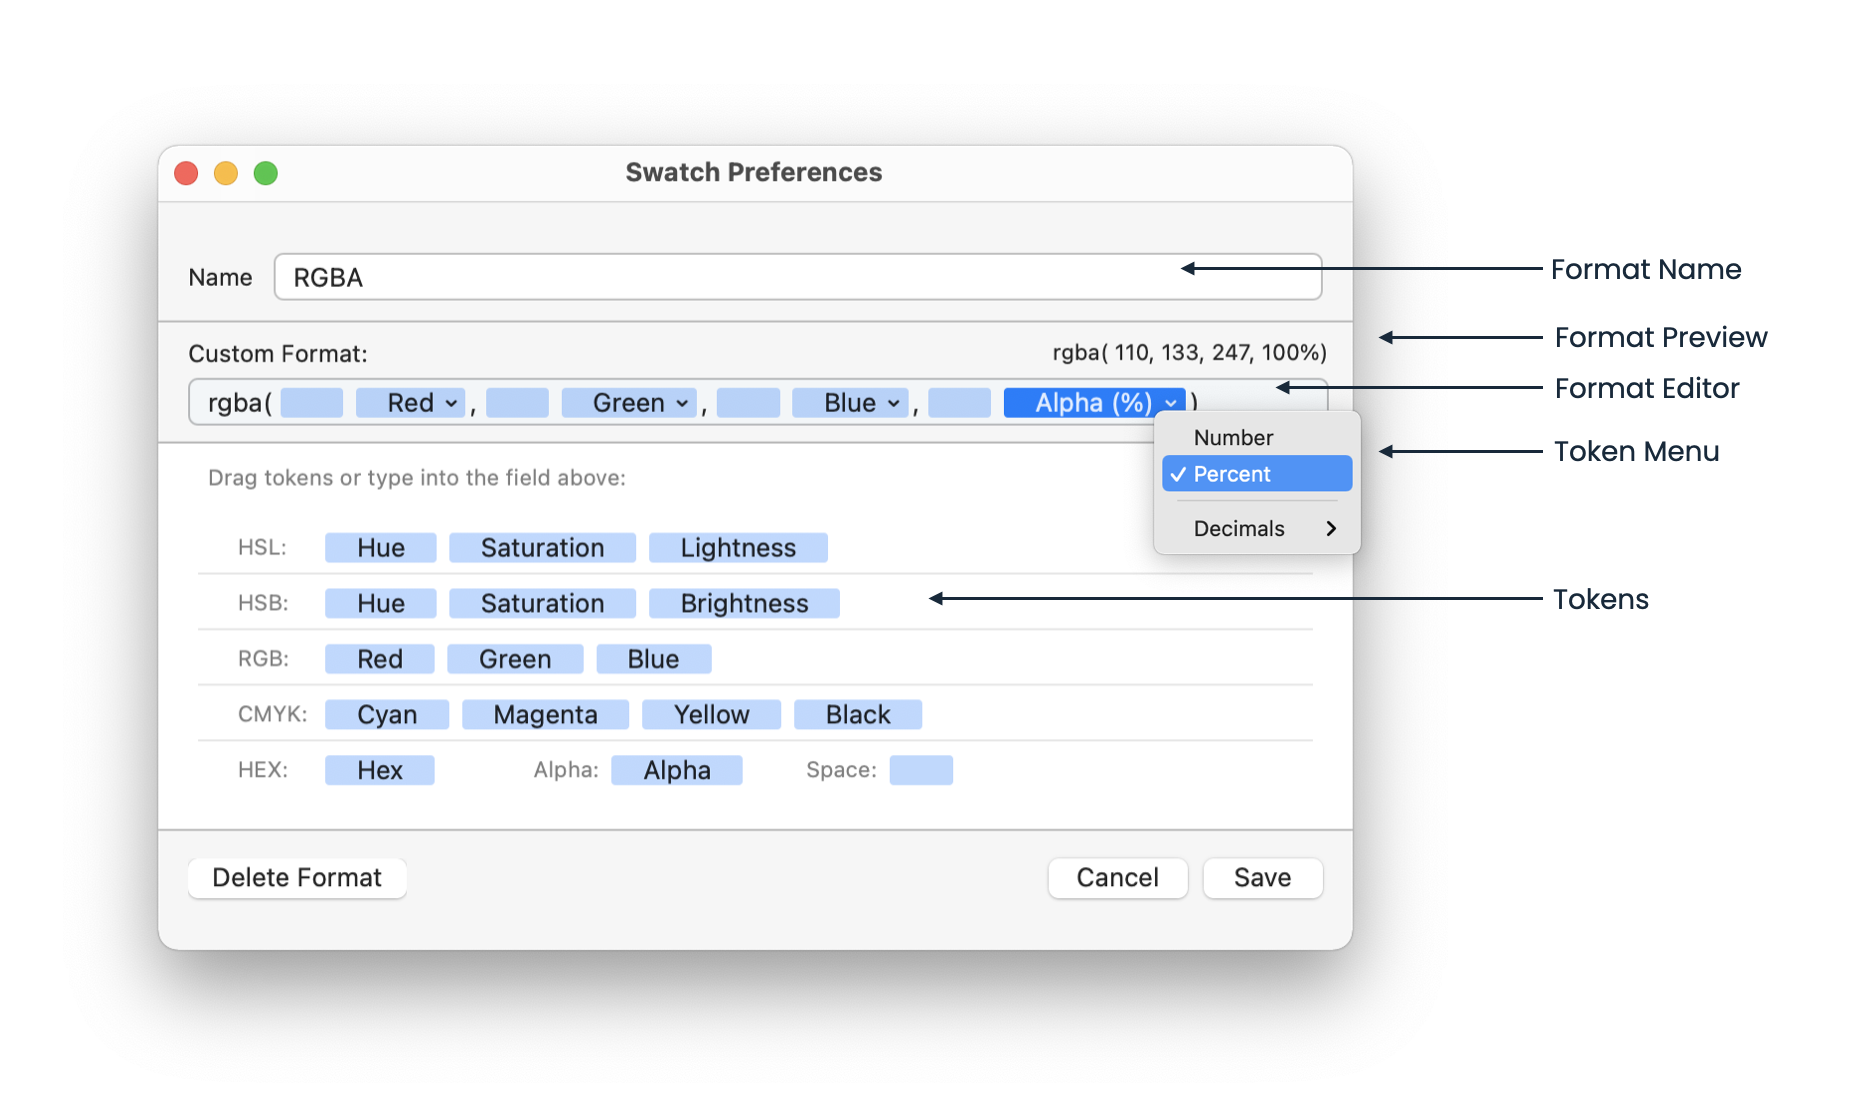 Swatch Preferences
Name RGBA
Format Name
Custom Format: rgba( 110, 133, 247, 100%)
Format Preview
rgba( Red , Green , Blue , Alpha (%) )
Format Editor
Number
Token Menu
Percent
Drag tokens or type into the field above:
Decimals
HSL: Hue Saturation Lightness
HSB: Hue Saturation Brightness
Tokens
RGB: Red Green Blue
CMYK: Cyan Magenta Yellow Black
HEX: Hex Alpha: Alpha Space:
Delete Format Cancel Save